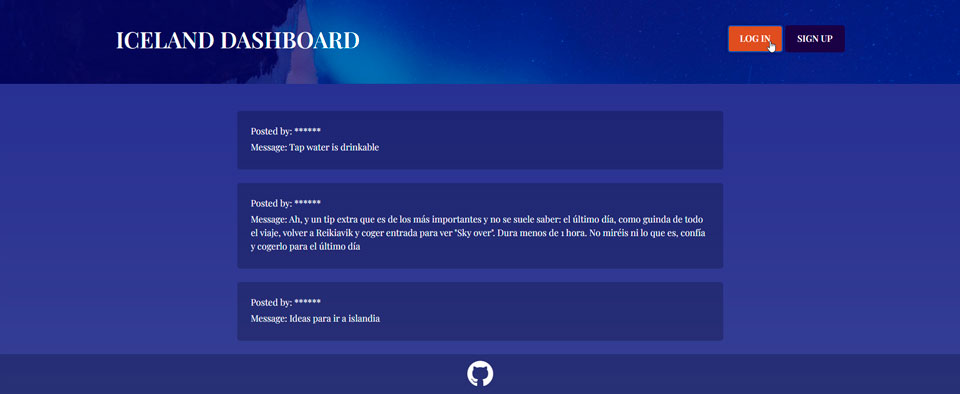 ICELAND DASHBOARD
LOG IN
SIGN UP
Posted by: ******
Message: Tap water is drinkable
Posted by: ******
Message: Ah, y un tip extra que es de los más importantes y no se suele saber: el último día, como guinda de todo
el viaje, volver a Reikiavik y coger entrada para ver "Sky over". Dura menos de 1 hora. No miréis ni lo que es, confía
y cogerlo para el último día
Posted by: ******
Message: Ideas para ir a islandia